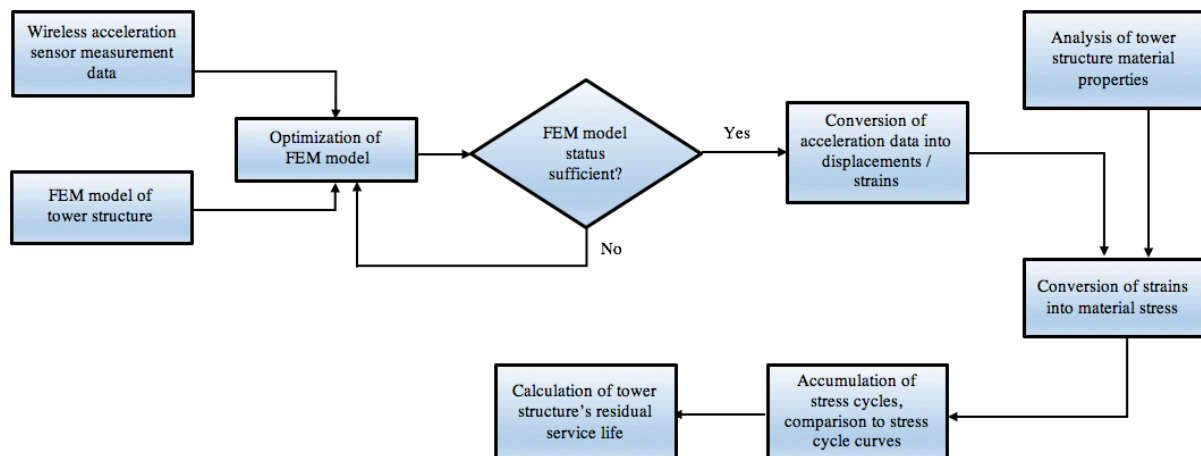 Wireless acceleration
sensor measurement
data
FEM model of
tower structure
Optimization of
FEM model
FEM model
status
sufficient?
Yes
No
Conversion of
acceleration data into
displacements /
strains
Analysis of tower
structure material
properties
Conversion of strains
into material stress
Accumulation of
stress cycles,
comparison to stress
cycle curves
Calculation of tower
structure’s residual
service life